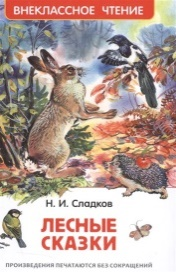 ВНЕКЛАССНОЕ ЧТЕНИЕ
Н. И. Сладков
ЛЕСНЫЕ
СКАЗКИ
ПРОИЗВЕДЕНИЯ ПЕЧАТАЮТСЯ БЕЗ СОКРАЩЕНИЙ